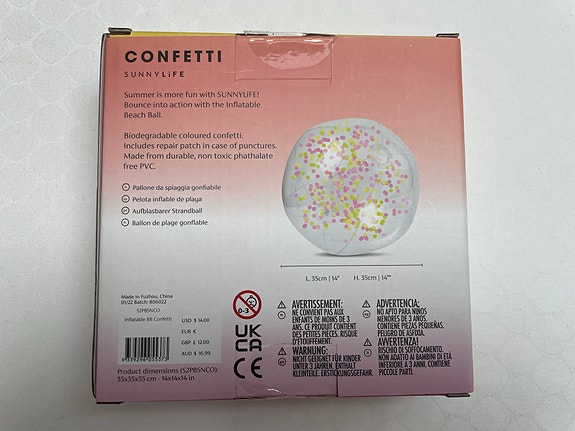 CONFETTI
SUNNYLiFE
Summer is more fun with SUNNYLiFE!
Bounce into action with the Inflatable
Beach Ball.
Biodegradable coloured confetti.
Includes repair patch in case of punctures.
Made from durable, non toxic phathalate
free PVC.
Pallone da spiaggia gonfiabile
Pelota inflable de playa
Aufblasbarer Strandball
Ballon de plage gonflable
L. 35cm | 14" H. 35cm | 14""
Made in Fuzhou, China
01/22 Batch: 806022
S2PBSNCO
Inflatable BB Confetti
USD $ 14.00
EUR €
GBP £ 12.00
AUD $ 16.99
Product dimensions (S2PBSNCO):
35x35x35 cm - 14x14x14 in
0-3
UK
CA
CE
AVERTISSEMENT:
NE CONVIENT PAS AUX
ENFANTS DE MOINS DE 3
ANS. CE PRODUIT CONTIENT
DES PETITES PIECES. RISQUE
D'ÉTOUFFEMENT.
WARNUNG:
NICHT GEEIGNET FÜR KINDER
UNTER 3 JAHREN. ENTHÄLT
KLEINTEILE. ERSTICKUNGSGEFAHR.
ADVERTENCIA:
NO APTO PARA NIÑOS
MENORES DE 3 AÑOS.
CONTIENE PIEZAS PEQUEÑAS.
PELIGRO DE ASFIXIA.
AVVERTENZA!
RISCHIO DI SOFFOCAMENTO.
NON ADATTO AI BAMBINI DI ETÀ
INFERIORE A 3 ANNI. CONTIENE
PICCOLE PARTI.